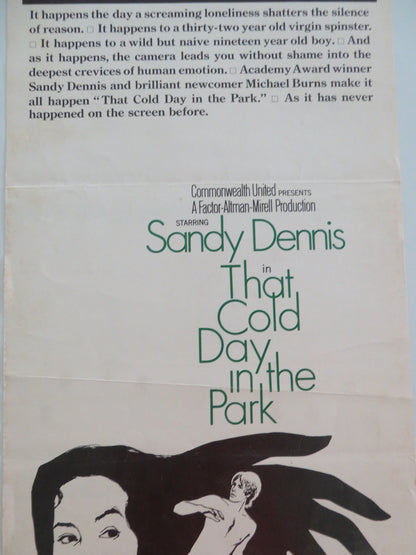 It happens the day a screaming loneliness shatters the silence
of reason. □ It happens to a thirty-two year old virgin spinster.
□ It happens to a wild but naive nineteen year old boy. □ And
as it happens, the camera leads you without shame into the
deepest crevices of human emotion. □ Academy Award winner
Sandy Dennis and brilliant newcomer Michael Burns make it
all happen “That Cold Day in the Park.” □ As it has never
happened on the screen before.
Commonwealth United PRESENTS
A Factor-Altman-Mirell Production
STARRING
Sandy Dennis
in
That
Cold
Day
in the
Park